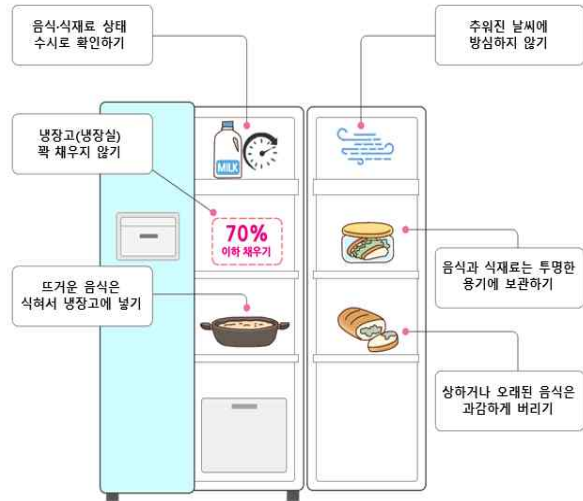 음식·식재료 상태
수시로 확인하기
추워진 날씨에
방심하지 않기
냉장고(냉장실)
꽉 채우지 않기
MILK
70%
이하 채우기
음식과 식재료는 투명한
용기에 보관하기
뜨거운 음식은
식혀서 냉장고에 넣기
상하거나 오래된 음식은
과감하게 버리기